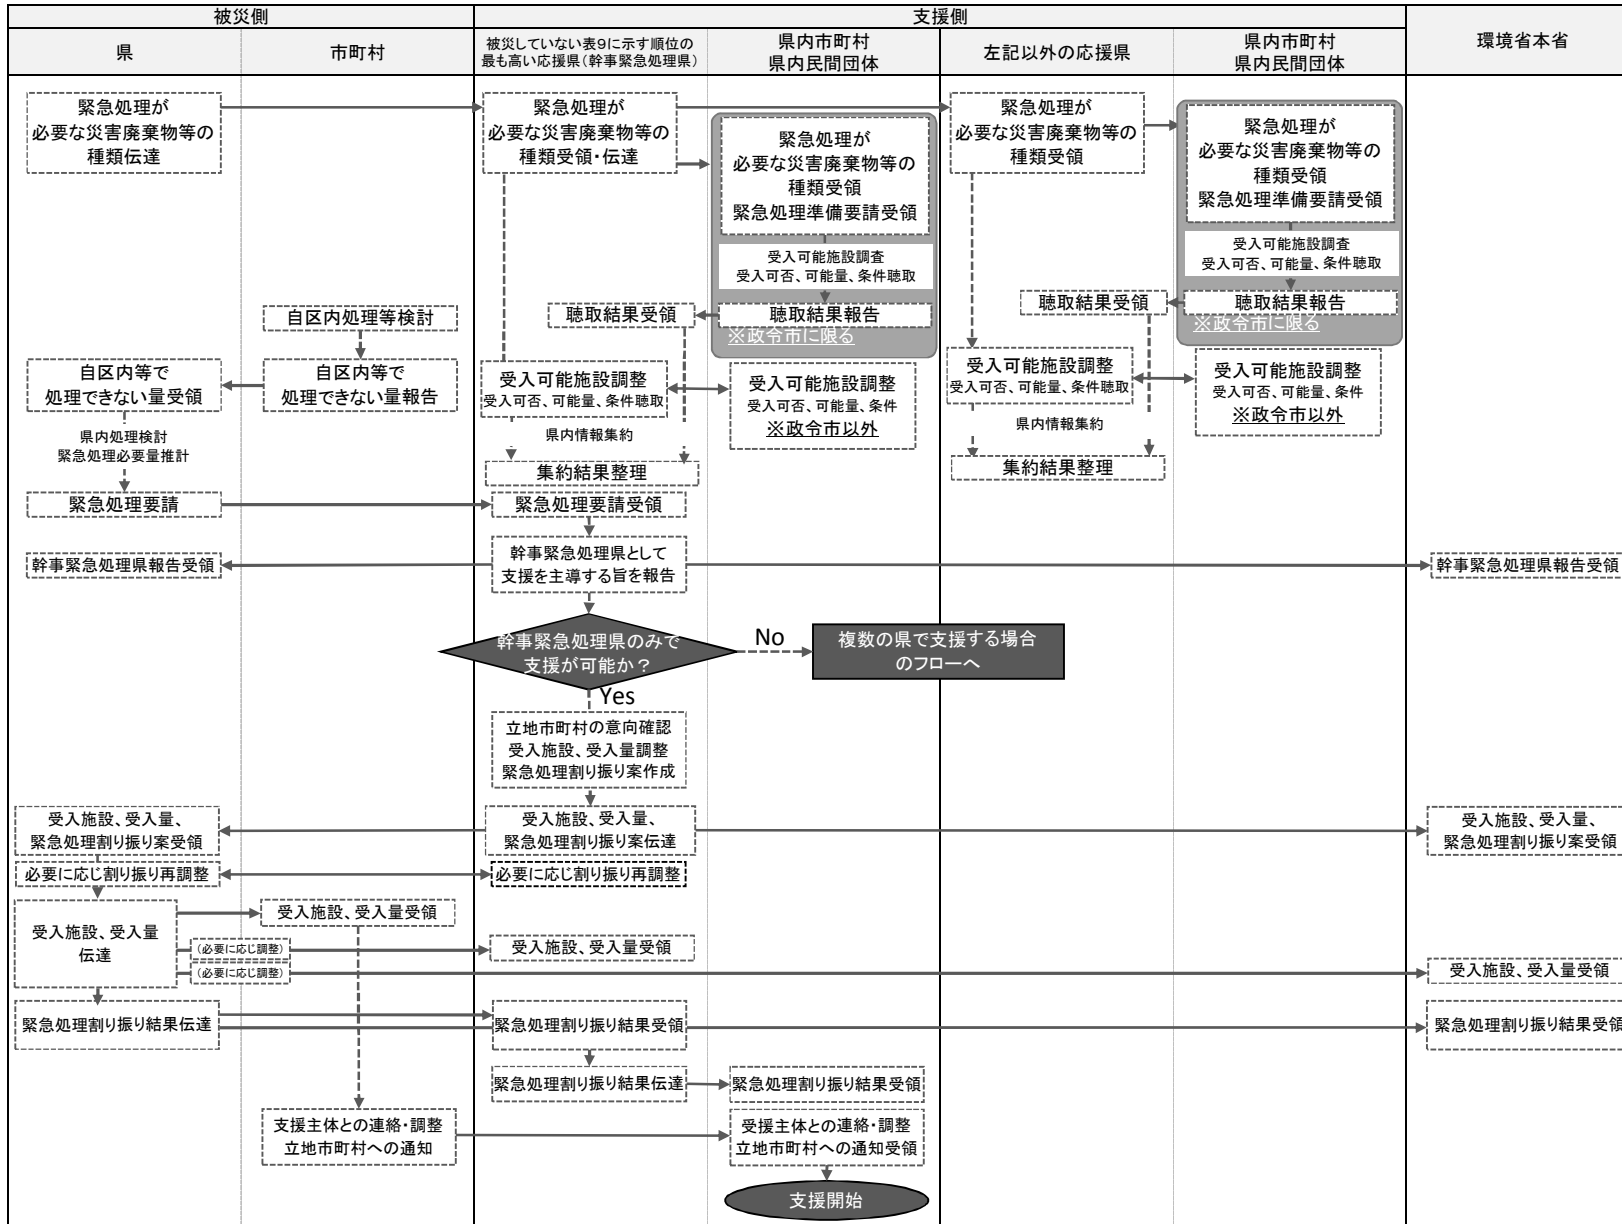 被災側
支援側
環境省本省
県
市町村
被災していない表9に示す順位の
最も高い応援県(幹事緊急処理県)
県内市町村
県内民間団体
左記以外の応援県
県内市町村
県内民間団体
緊急処理が
必要な災害廃棄物等の
種類伝達
緊急処理が
必要な災害廃棄物等の
種類受領・伝達
緊急処理が
必要な災害廃棄物等の
種類受領
緊急処理準備要請受領
受入可能施設調査
受入可否、可能量、条件聴取
聴取結果報告
※政令市に限る
緊急処理が
必要な災害廃棄物等の
種類受領
緊急処理が
必要な災害廃棄物等の
種類受領
緊急処理準備要請受領
受入可能施設調査
受入可否、可能量、条件聴取
聴取結果報告
※政令市に限る
自区内処理等検討
聴取結果受領
聴取結果受領
自区内等で
処理できない量受領
自区内等で
処理できない量報告
受入可能施設調整
受入可否、可能量、条件聴取
受入可能施設調整
受入可否、可能量、条件
※政令市以外
受入可能施設調整
受入可否、可能量、条件聴取
受入可能施設調整
受入可否、可能量、条件
※政令市以外
県内処理検討
緊急処理必要量推計
県内情報集約
県内情報集約
集約結果整理
集約結果整理
緊急処理要請
緊急処理要請受領
幹事緊急処理県報告受領
幹事緊急処理県として
支援を主導する旨を報告
幹事緊急処理県報告受領
幹事緊急処理県のみで
支援が可能か?
No
複数の県で支援する場合
のフローへ
Yes
立地市町村の意向確認
受入施設、受入量調整
緊急処理割り振り案作成
受入施設、受入量、
緊急処理割り振り案受領
受入施設、受入量、
緊急処理割り振り案伝達
受入施設、受入量、
緊急処理割り振り案受領
必要に応じ割り振り再調整
必要に応じ割り振り再調整
受入施設、受入量
伝達
受入施設、受入量受領
(必要に応じ調整)
受入施設、受入量受領
(必要に応じ調整)
受入施設、受入量受領
緊急処理割り振り結果伝達
緊急処理割り振り結果受領
緊急処理割り振り結果受領
緊急処理割り振り結果伝達
緊急処理割り振り結果受領
支援主体との連絡・調整
立地市町村への通知
受援主体との連絡・調整
立地市町村への通知受領
支援開始